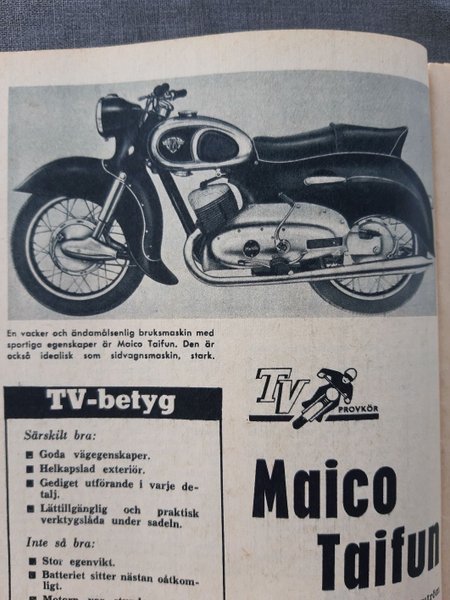 En vacker och ändamålsenlig bruksmaskin med
sportiga egenskaper är Maico Taifun. Den är
också idealisk som sidvagnsmaskin, stark.
TV-betyg
Särskilt bra:
■ Goda vägegenskaper.
■ Helkapslad exteriör.
■ Gediget utförande i varje de-
talj.
■ Lättillgänglig och praktisk
verktygslåda under sadeln.
Inte så bra:
■ Stor egenvikt.
■ Batteriet sitter nästan oåtkom-
ligt.
TV
PROVKÖR
Maico
Taifun